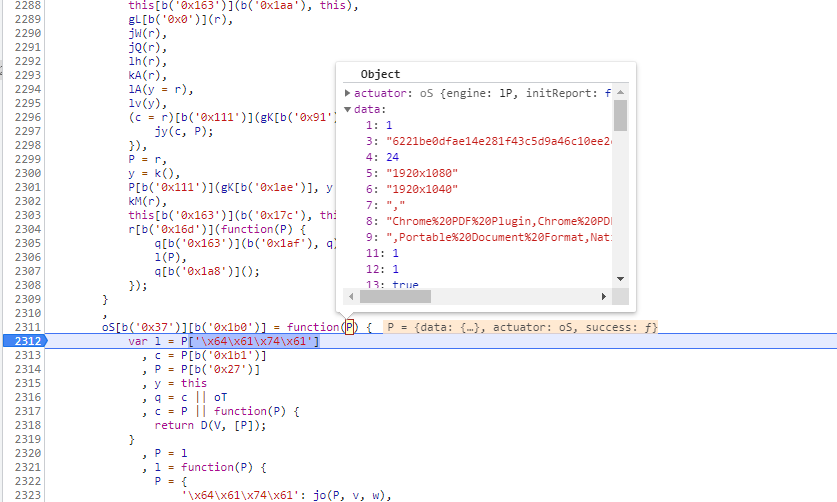 2288 this[b('0x163')](b('0x1aa'), this),
2289 gL[b('0x0')](r),
2290 jW(r),
2291 jQ(r),
2292 lh(r),
2293 kA(r),
2294 lA(y = r),
2295 lv(y),
2296 (c = r)[b('0x111')](gK[b('0x91')
2297 jy(c, P);
2298 }),
2299 P = r,
2300 y = k(),
2301 P[b('0x111')](gK[b('0x1ae')], y
2302 kM(r),
2303 this[b('0x163')](b('0x17c'), th
2304 r[b('0x16d')](function(P) {
2305 q[b('0x163')](b('0x1af'), q)
2306 l(P),
2307 q[b('0x1a8')]();
2308 });
2309 }
2310 ,
2311 oS[b('0x37')][b('0x1b0')] = function(P) { P = {data: {…}, actuator: oS, success: ƒ}
2312 var l = P['\x64\x61\x74\x61']
2313 , c = P[b('0x1b1')]
2314 , P = P[b('0x27')]
2315 , y = this
2316 , q = c || oT
2317 , c = P || function(P) {
2318 return D(V, [P]);
2319 }
2320 , P = l
2321 , l = function(P) {
2322 P = {
2323 '\x64\x61\x74\x61': jo(P, v, w),
Object
actuator: oS {engine: lP, initReport: f
data:
1: 1
3: "6221be0dfae14e281f43c5d9a46c10ee2
4: 24
5: "1920x1080"
6: "1920x1040"
7: ","
8: "Chrome%20PDF%20Plugin,Chrome%20PD
9: ",Portable%20Document%20Format,Nat
11: 1
12: 1
13: true